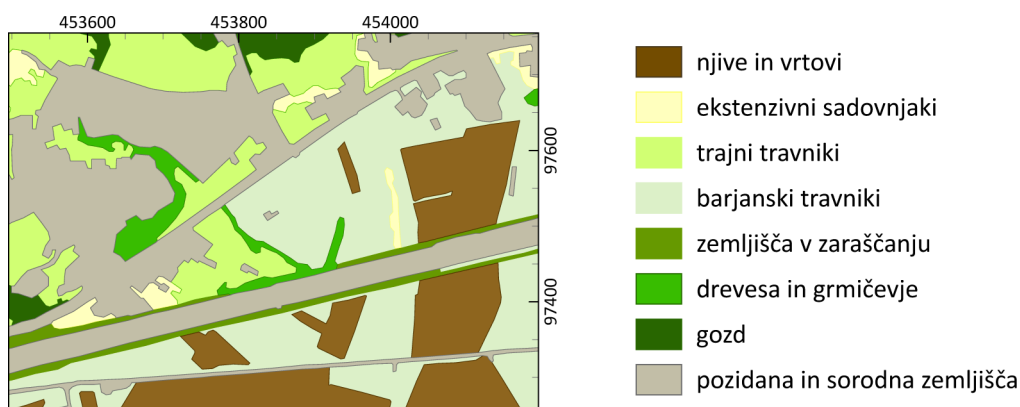 453600 453800 454000
97600
97400
njive in vrtovi
ekstenzivni sadovnjaki
trajni travniki
barjanski travniki
zemljišča v zaraščanju
drevesa in grmičevje
gozd
pozidana in sorodna zemljišča